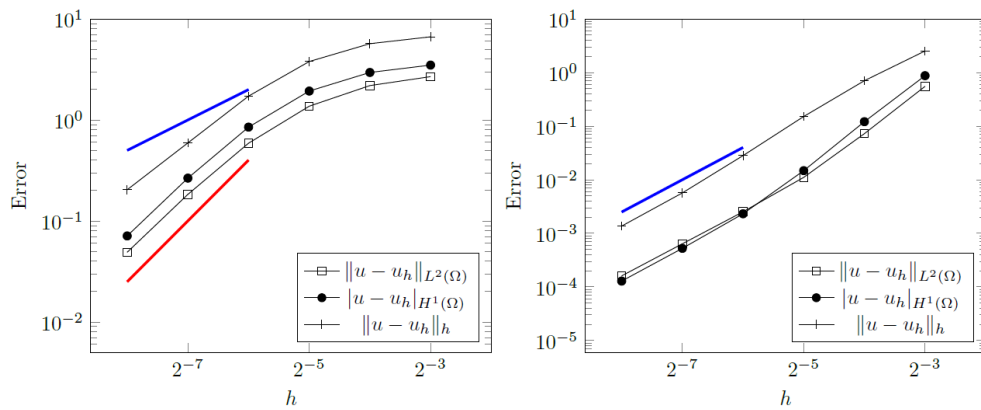 10^1
10^0
10^{-1}
10^{-2}
Error
2^{-7}
2^{-5}
2^{-3}
h
‖u − u_h‖_{L^2(Ω)}
|u − u_h|_{H^1(Ω)}
‖u − u_h‖_h
10^1
10^0
10^{-1}
10^{-2}
10^{-3}
10^{-4}
10^{-5}
Error
2^{-7}
2^{-5}
2^{-3}
h
‖u − u_h‖_{L^2(Ω)}
|u − u_h|_{H^1(Ω)}
‖u − u_h‖_h